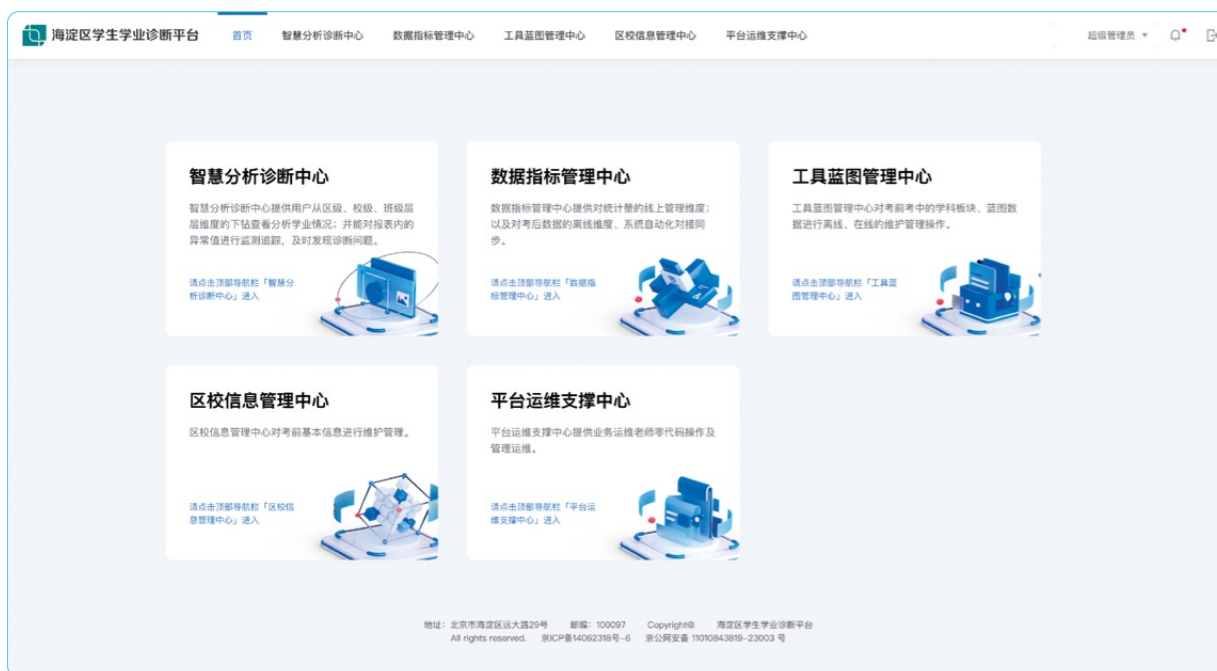 海淀区学生学业诊断平台 首页 智慧分析诊断中心 数据指标管理中心 工具蓝图管理中心 区校信息管理中心 平台运维支撑中心 超级管理员
智慧分析诊断中心
智慧分析诊断中心提供用户从区级、校级、班级层
层维度的下钻查看分析学业情况；并能对报表内的
异常值进行监测追踪，及时发现诊断问题。
请点击顶部导航栏「智慧分
析诊断中心」进入
数据指标管理中心
数据指标管理中心提供对统计量的线上管理维度；
以及对考后数据的离线维度、系统自动化对接同
步。
请点击顶部导航栏「数据指
标管理中心」进入
工具蓝图管理中心
工具蓝图管理中心对考前考中的学科板块、蓝图数
据进行离线、在线的维护管理操作。
请点击顶部导航栏「工具蓝
图管理中心」进入
区校信息管理中心
区校信息管理中心对考前基本信息进行维护管理。
请点击顶部导航栏「区校信
息管理中心」进入
平台运维支撑中心
平台运维支撑中心提供业务运维老师零代码操作及
管理运维。
请点击顶部导航栏「平台运
维支撑中心」进入
地址：北京市海淀区远大路29号 邮编：100097 Copyright© 海淀区学生学业诊断平台
All rights reserved. 京ICP备14062318号-6 京公网安备 11010843819-23003 号